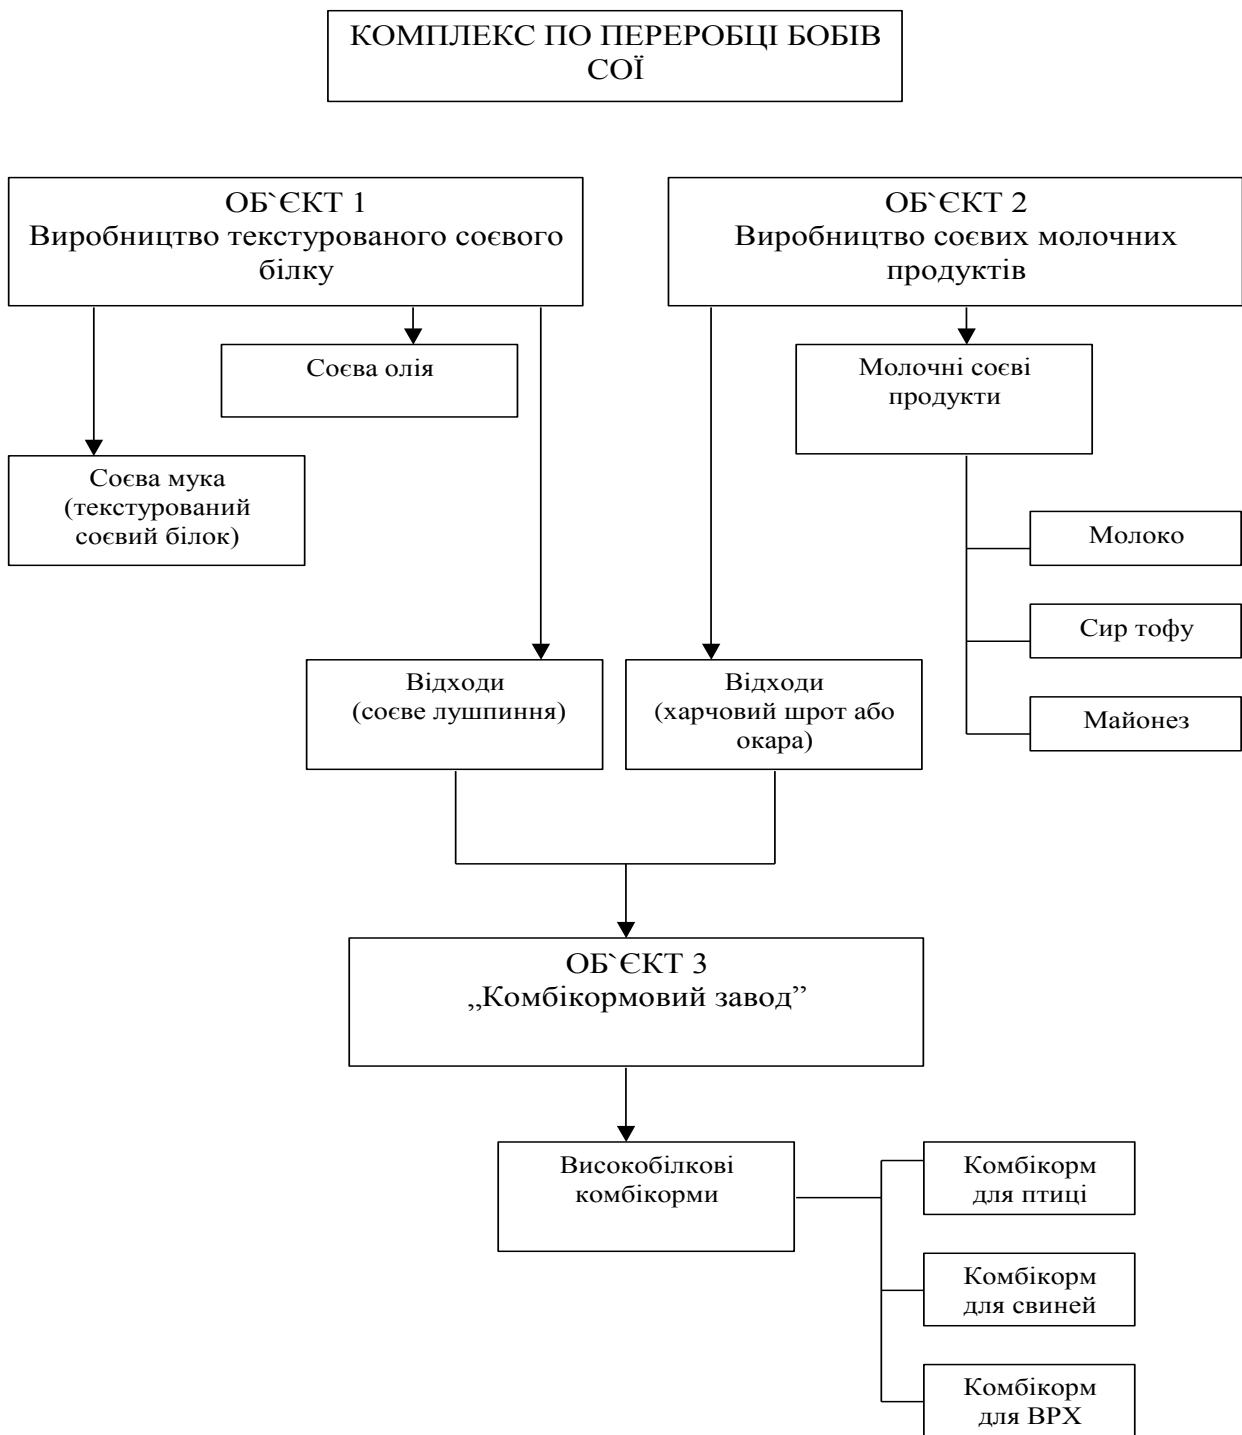 КОМПЛЕКС ПО ПЕРЕРОБЦІ БОБІВ
СОЇ
ОБ`ЄКТ 1
Виробництво текстурованого соєвого
білку
ОБ`ЄКТ 2
Виробництво соєвих молочних
продуктів
Соєва олія
Молочні соєві
продукти
Соєва мука
(текстурований
соєвий білок)
Молоко
Сир тофу
Майонез
Відходи
(соєве лушпиння)
Відходи
(харчовий шрот або
окара)
ОБ`ЄКТ 3
„Комбікормовий завод”
Високобілкові
комбікорми
Комбікорм
для птиці
Комбікорм
для свиней
Комбікорм
для ВРХ